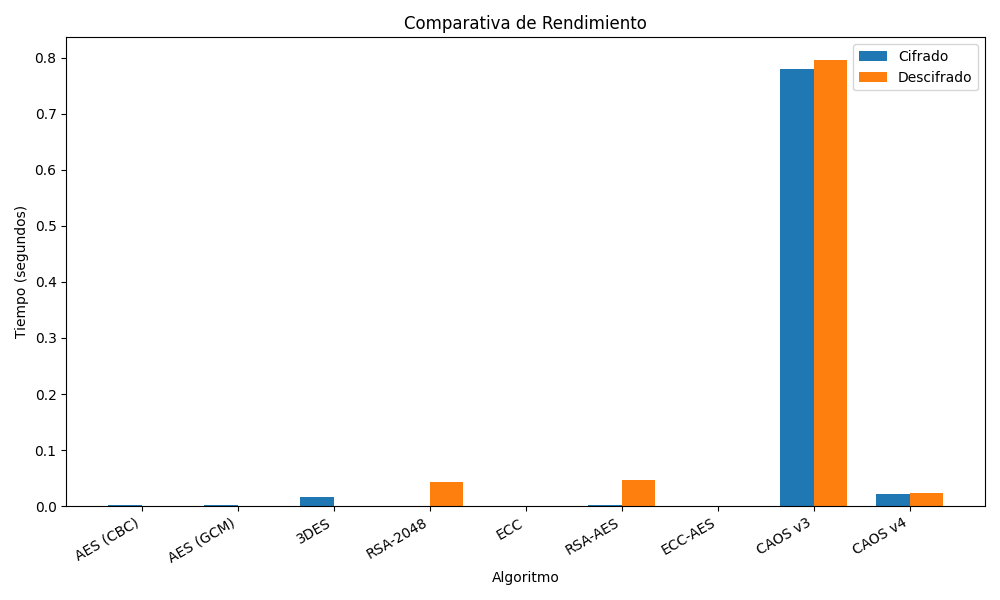 Comparativa de Rendimiento
Cifrado
Descifrado
Tiempo (segundos)
0.8
0.7
0.6
0.5
0.4
0.3
0.2
0.1
0.0
AES (CBC)
AES (GCM)
3DES
RSA-2048
ECC
RSA-AES
ECC-AES
CAOS v3
CAOS v4
Algoritmo